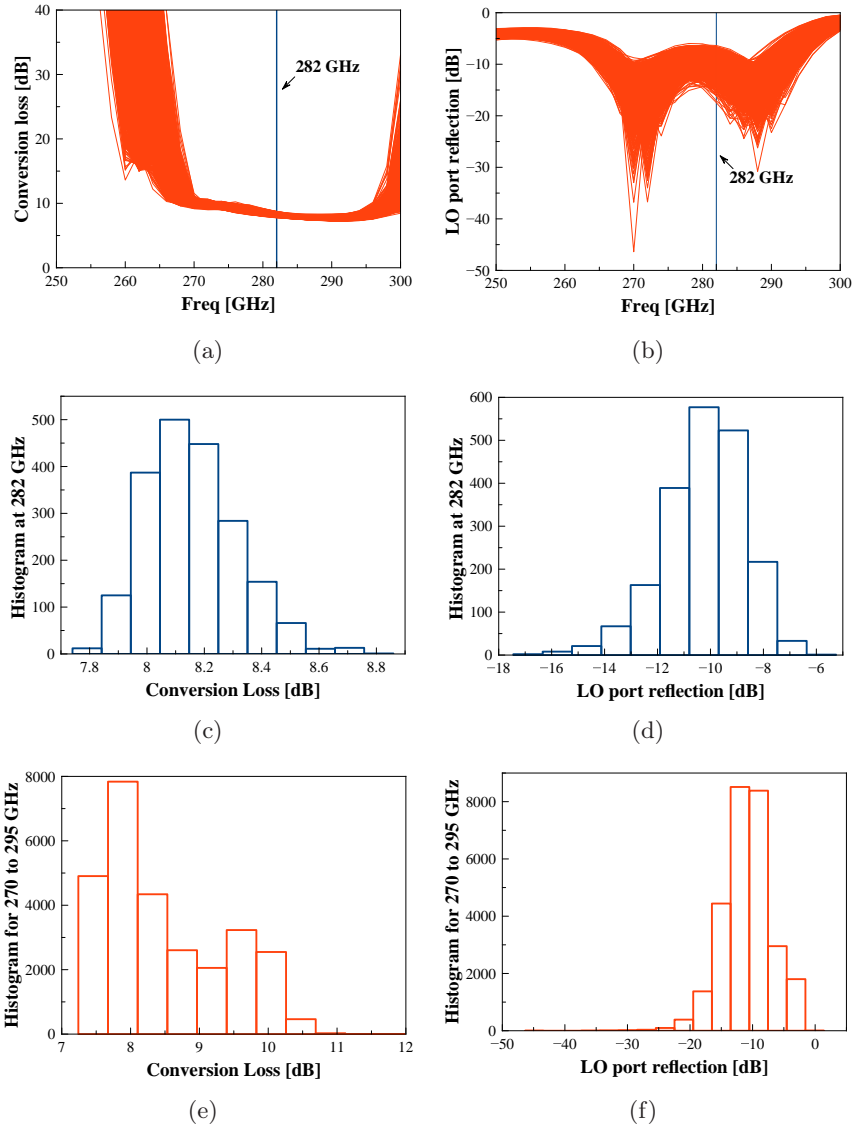 40
30
20
10
0
Conversion loss [dB]
282 GHz
250 260 270 280 290 300
Freq [GHz]
(a)
0
−10
−20
−30
−40
−50
LO port reflection [dB]
282 GHz
250 260 270 280 290 300
Freq [GHz]
(b)
500
400
300
200
100
0
Histogram at 282 GHz
7.8 8 8.2 8.4 8.6 8.8
Conversion Loss [dB]
(c)
600
500
400
300
200
100
0
Histogram at 282 GHz
−18 −16 −14 −12 −10 −8 −6
LO port reflection [dB]
(d)
8000
6000
4000
2000
0
Histogram for 270 to 295 GHz
7 8 9 10 11 12
Conversion Loss [dB]
(e)
8000
6000
4000
2000
0
Histogram for 270 to 295 GHz
−50 −40 −30 −20 −10 0
LO port reflection [dB]
(f)